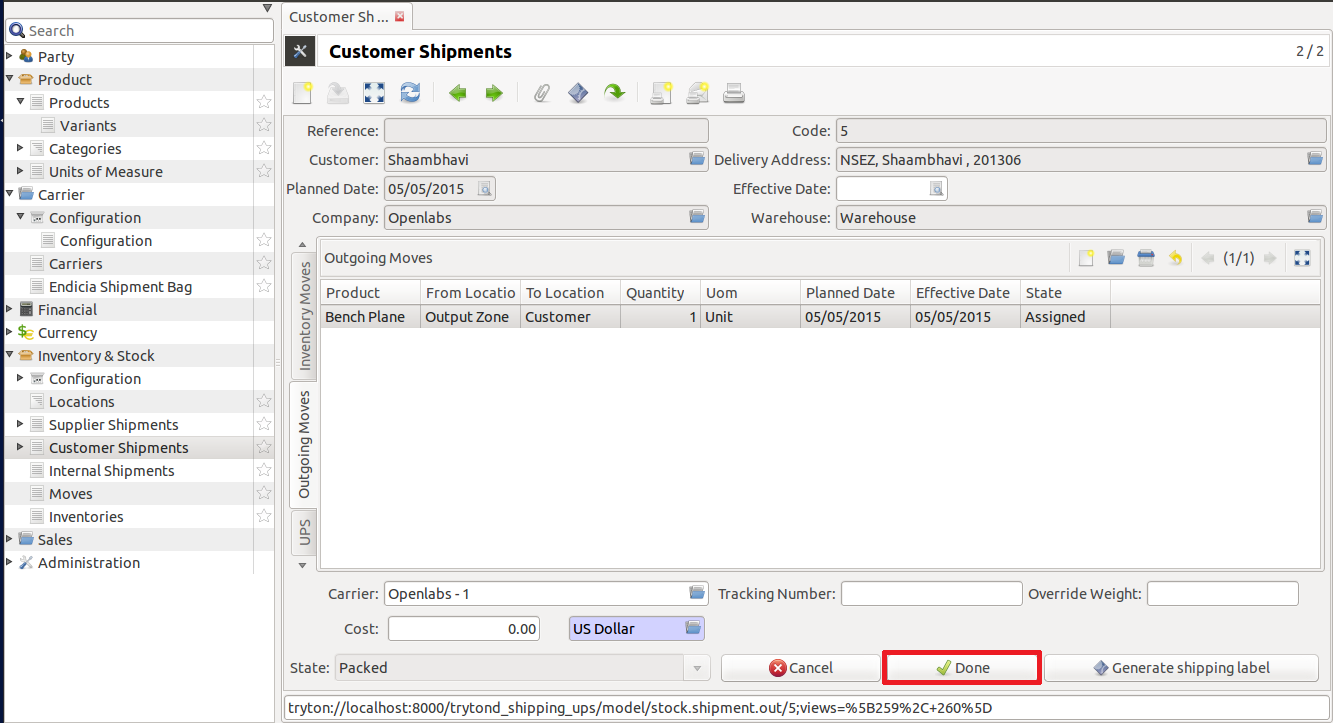 Customer Sh ...
Search
Party
Product
Products
Variants
Categories
Units of Measure
Carrier
Configuration
Configuration
Carriers
Endicia Shipment Bag
Financial
Currency
Inventory & Stock
Configuration
Locations
Supplier Shipments
Customer Shipments
Internal Shipments
Moves
Inventories
Sales
Administration
Customer Shipments 2 / 2
Reference: Code: 5
Customer: Shaambhavi Delivery Address: NSEZ, Shaambhavi , 201306
Planned Date: 05/05/2015 Effective Date:
Company: Openlabs Warehouse: Warehouse
Inventory Moves
Outgoing Moves
UPS
Outgoing Moves (1/1)
Product From Locatio To Location Quantity Uom Planned Date Effective Date State
Bench Plane Output Zone Customer 1 Unit 05/05/2015 05/05/2015 Assigned
Carrier: Openlabs - 1 Tracking Number: Override Weight:
Cost: 0.00 US Dollar
State: Packed Cancel Done Generate shipping label
tryton://localhost:8000/trytond_shipping_ups/model/stock.shipment.out/5;views=%5B259%2C+260%5D